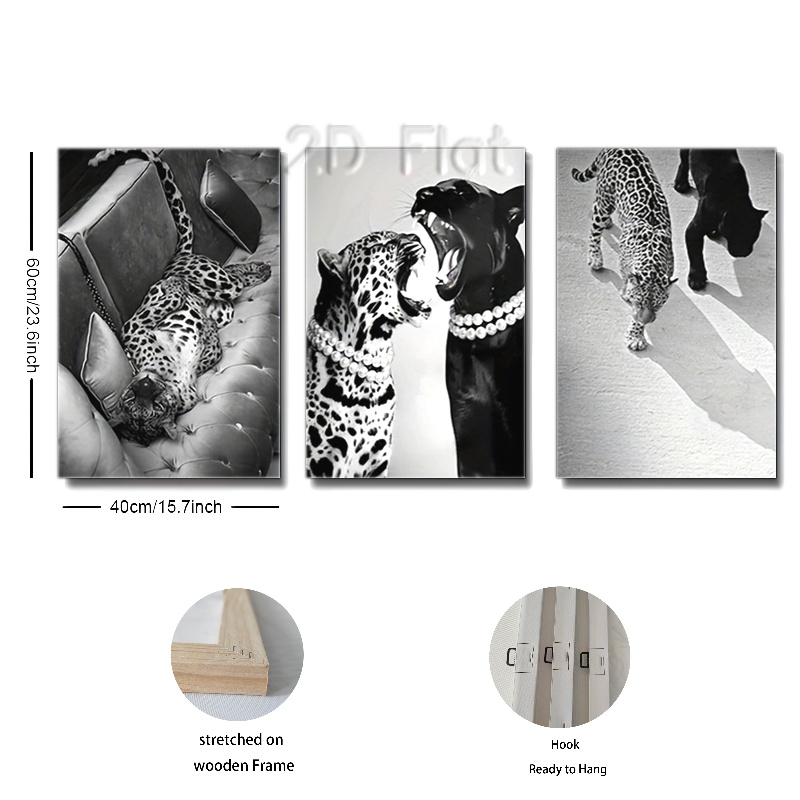 2D Flat
60cm/23.6inch
40cm/15.7inch
stretched on
wooden Frame
Hook
Ready to Hang